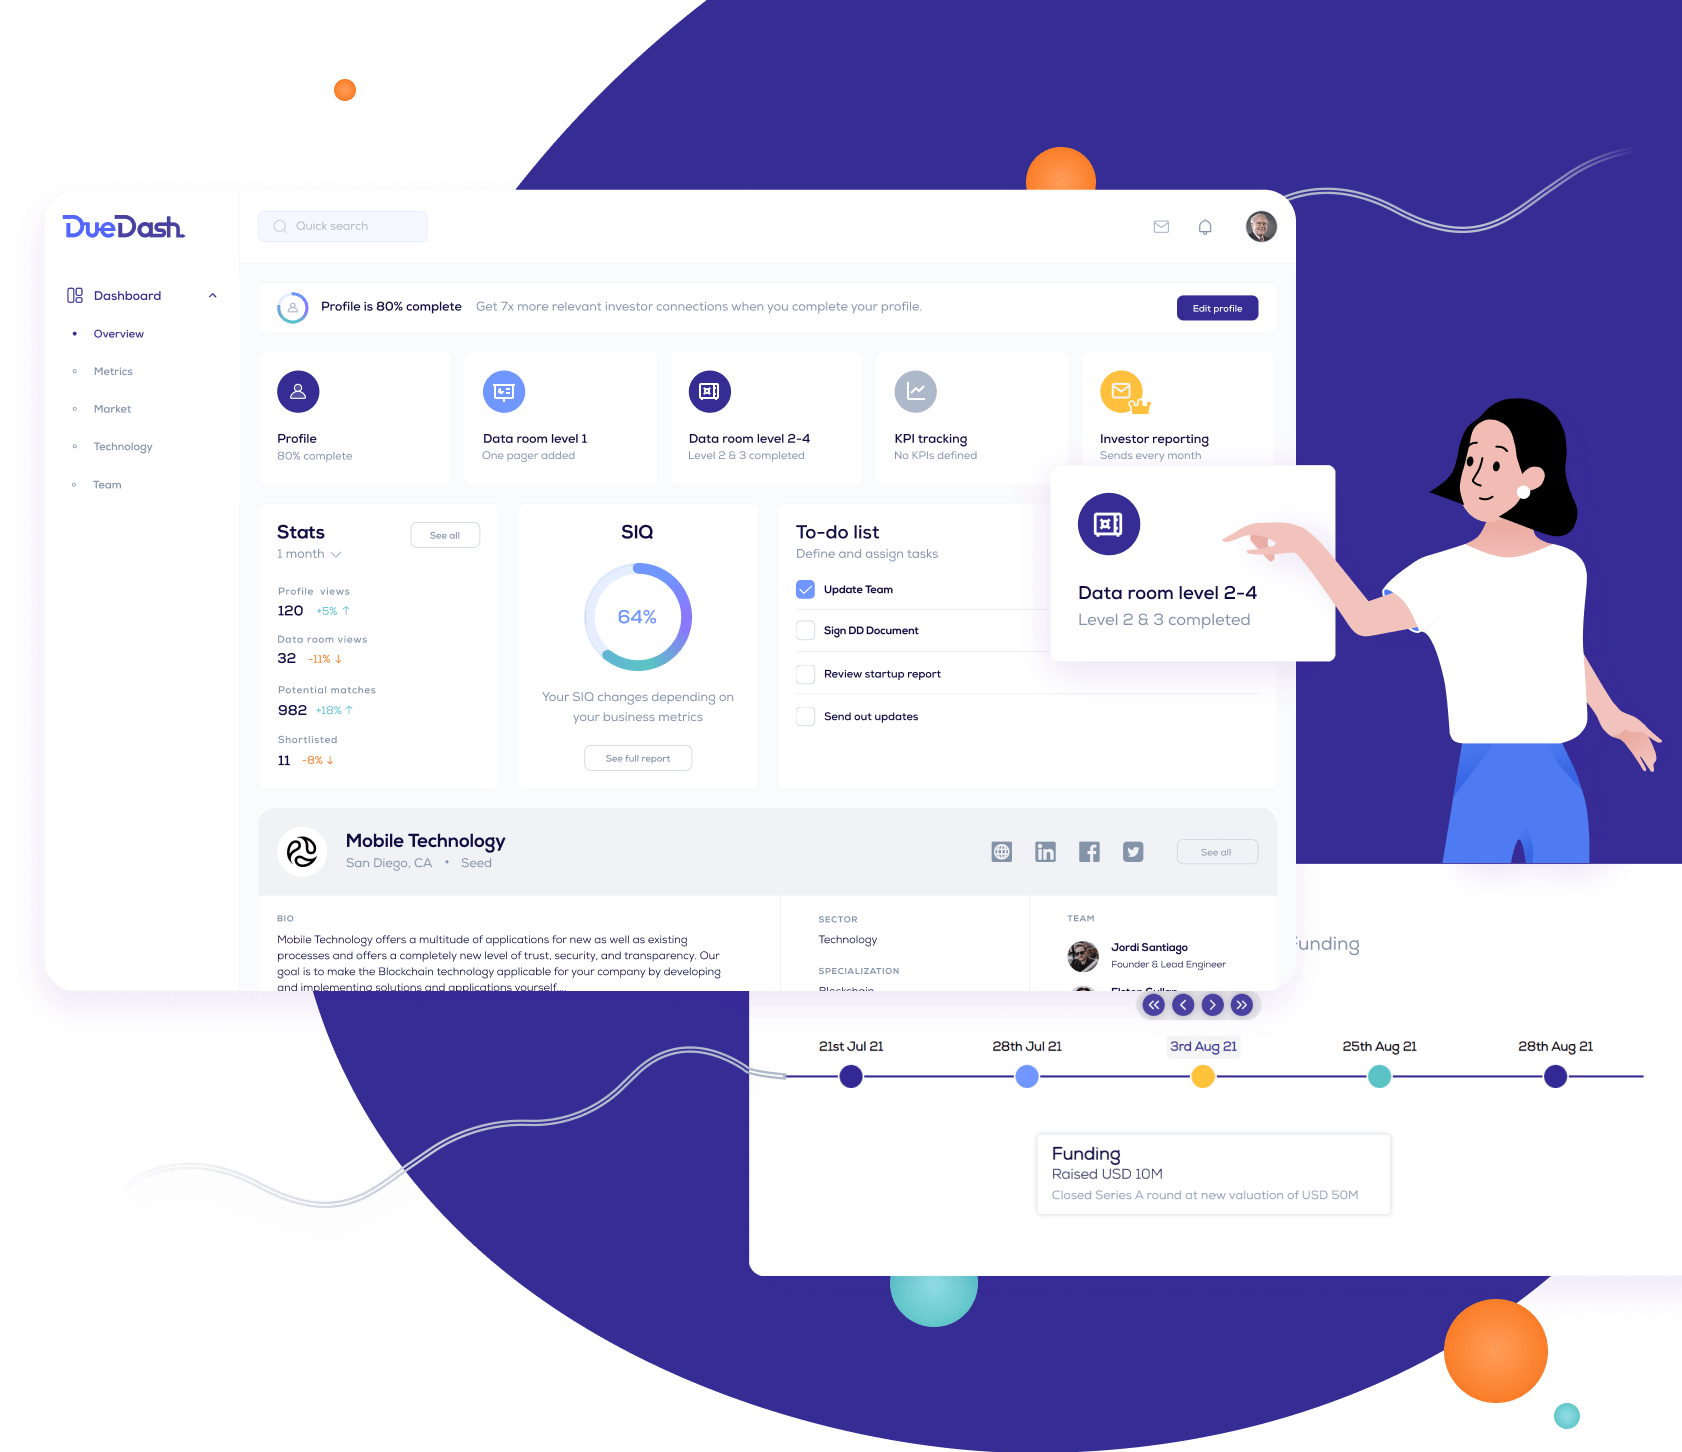 DueDash
Quick search
Dashboard
Overview
Metrics
Market
Technology
Team
Profile is 80% complete Get 7x more relevant investor connections when you complete your profile.
Edit profile
Profile
80% complete
Data room level 1
One pager added
Data room level 2-4
Level 2 & 3 completed
KPI tracking
No KPIs defined
Investor reporting
Sends every month
Stats
See all
1 month
Profile views
120 +5% ↑
Data room views
32 -11% ↓
Potential matches
982 +18% ↑
Shortlisted
11 -8% ↓
SIQ
64%
Your SIQ changes depending on
your business metrics
See full report
To-do list
Define and assign tasks
Update Team
Sign DD Document
Review startup report
Send out updates
Data room level 2-4
Level 2 & 3 completed
Mobile Technology
San Diego, CA • Seed
See all
BIO
Mobile Technology offers a multitude of applications for new as well as existing
processes and offers a completely new level of trust, security, and transparency. Our
goal is to make the Blockchain technology applicable for your company by developing
and implementing solutions and applications yourself....
SECTOR
Technology
SPECIALIZATION
Blockchain
TEAM
Jordi Santiago
Founder & Lead Engineer
Funding
21st Jul 21
28th Jul 21
3rd Aug 21
25th Aug 21
28th Aug 21
Funding
Raised USD 10M
Closed Series A round at new valuation of USD 50M